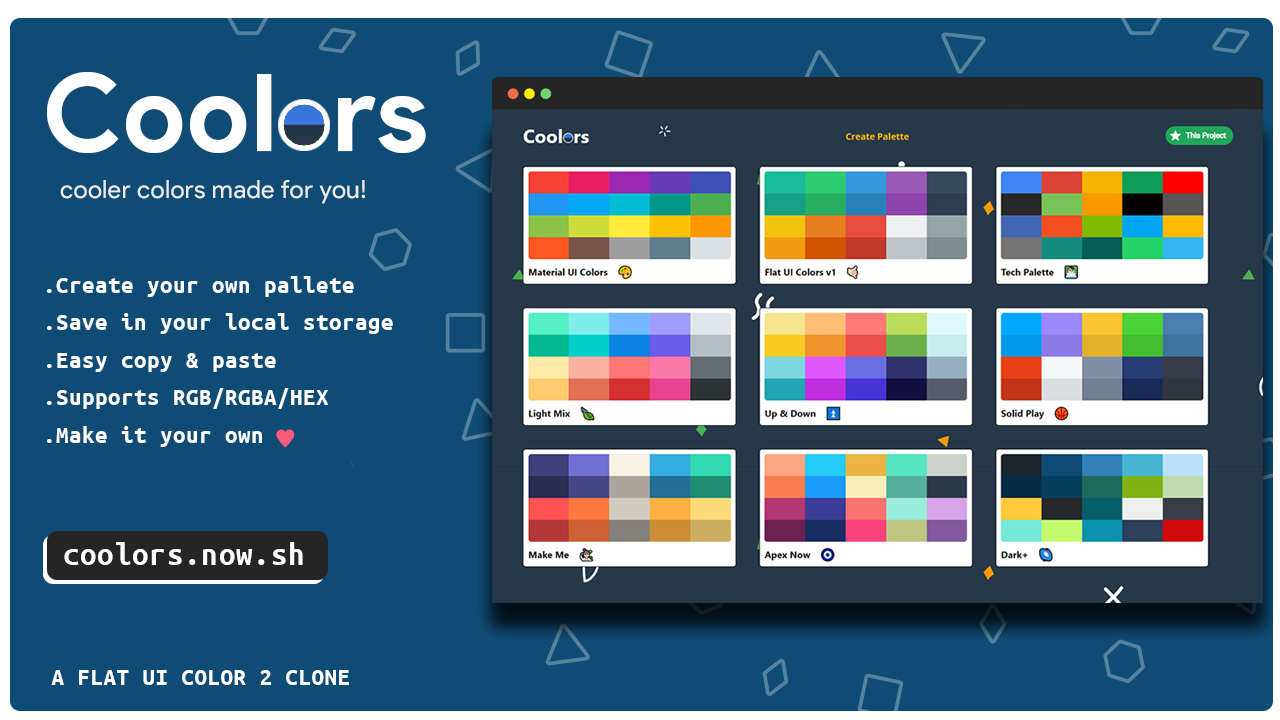 Coolors
cooler colors made for you!
.Create your own pallete
.Save in your local storage
.Easy copy & paste
.Supports RGB/RGBA/HEX
.Make it your own
coolors.now.sh
A FLAT UI COLOR 2 CLONE
Coolors
Create Palette
This Project
Material UI Colors
Flat UI Colors v1
Tech Palette
Light Mix
Up & Down
Solid Play
Make Me
Apex Now
Dark+